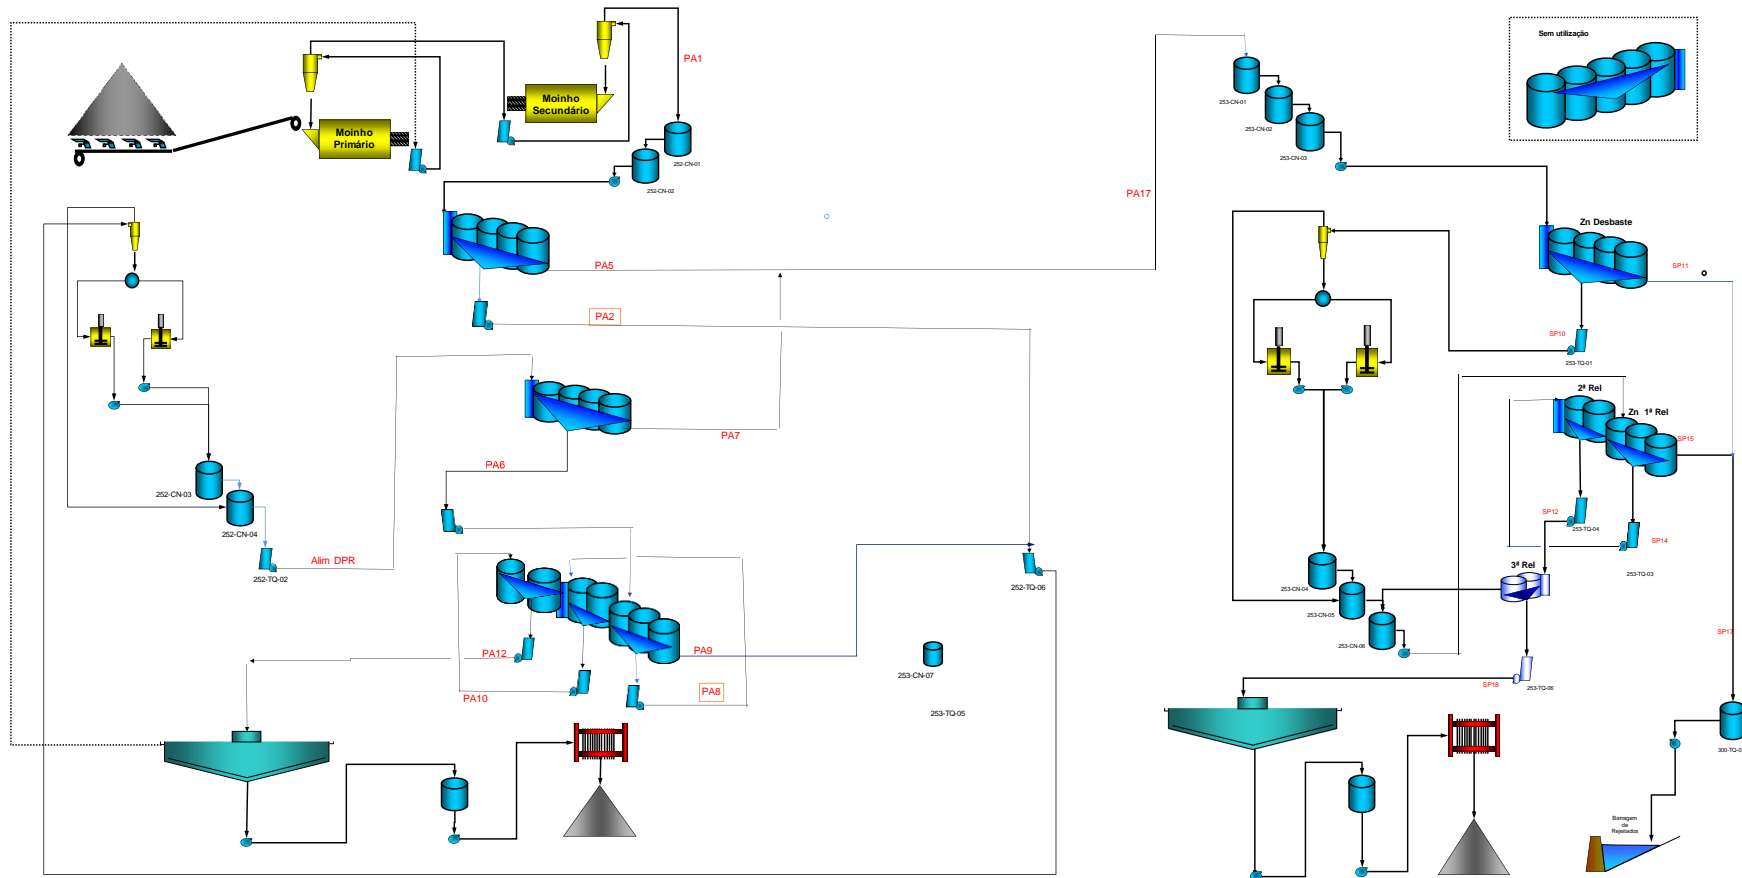 Sem utilização
PA1
Moinho
Secundário
Moinho
Primário
253-CN-01
253-CN-02
253-CN-03
252-CN-01
252-CN-02
PA17
Zn Desbaste
PA5
SP11
PA2
SP10
253-TQ-01
2ª Rel
Zn 1ª Rel
PA7
SP15
PA6
252-CN-03
252-CN-04
SP12
253-TQ-04
SP14
Alim DPR
252-TQ-02
252-TQ-06
3ª Rel
253-TQ-03
253-CN-04
253-CN-05
SP17
253-CN-06
PA12
PA9
253-CN-07
PA10
PA8
SP18
253-TQ-06
253-TQ-05
300-TQ-0
Barragem
de
Rejeitados